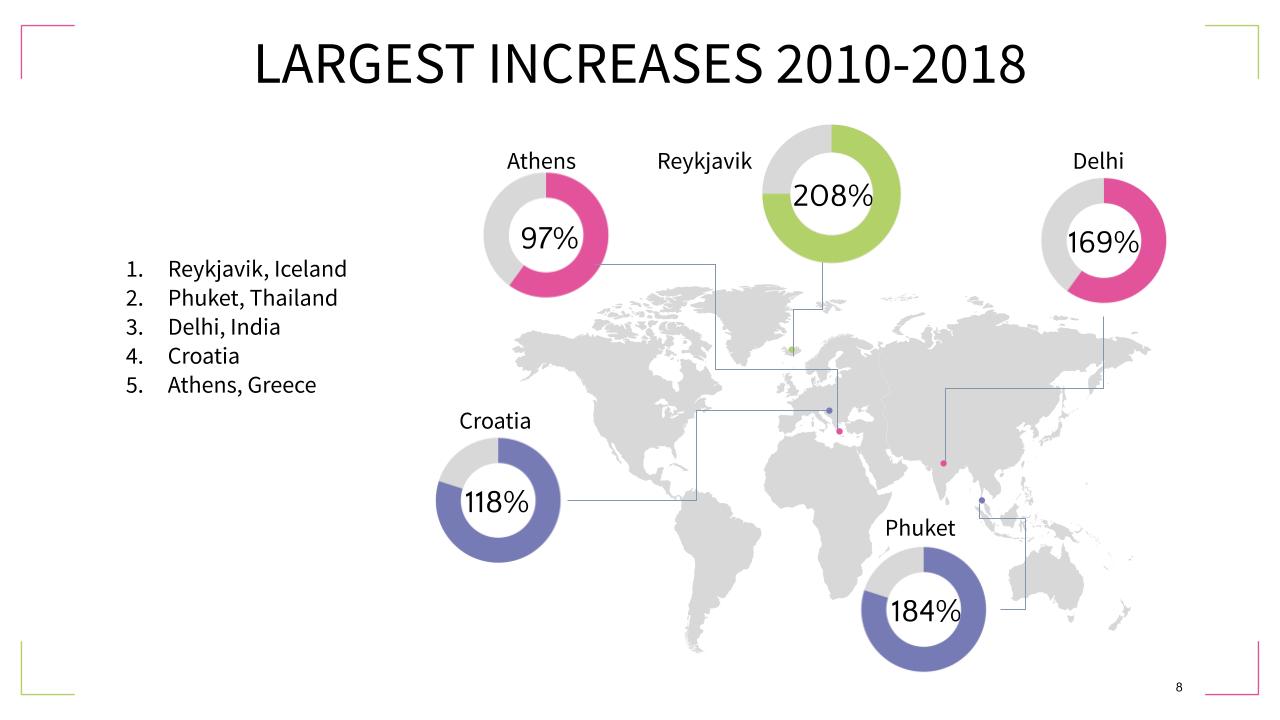 LARGEST INCREASES 2010-2018
Athens
97%
Reykjavik
208%
Delhi
169%
1. Reykjavik, Iceland
2. Phuket, Thailand
3. Delhi, India
4. Croatia
5. Athens, Greece
Croatia
118%
Phuket
184%
8